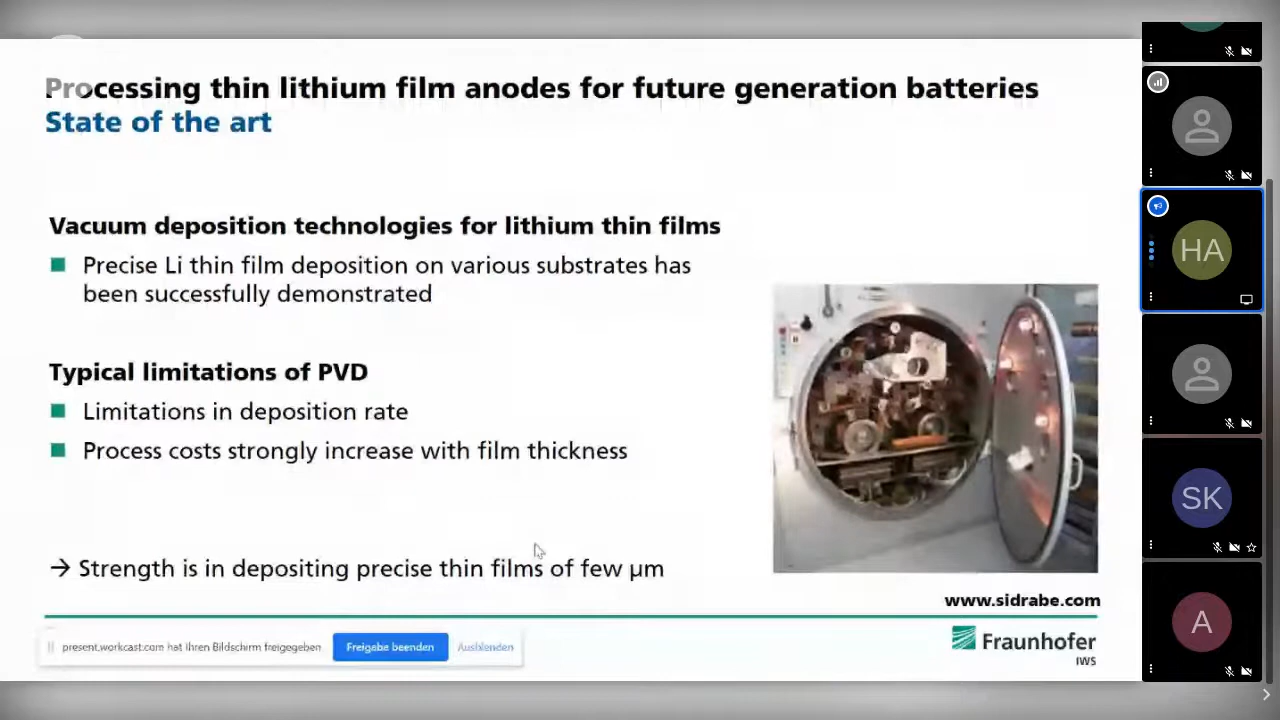 Processing thin lithium film anodes for future generation batteries
State of the art
Vacuum deposition technologies for lithium thin films
Precise Li thin film deposition on various substrates has
been successfully demonstrated
Typical limitations of PVD
Limitations in deposition rate
Process costs strongly increase with film thickness
→ Strength is in depositing precise thin films of few µm
www.sidrabe.com
present.workcast.com hat Ihren Bildschirm freigegeben
Freigabe beenden
Ausblenden
Fraunhofer
IWS
HA
SK
A